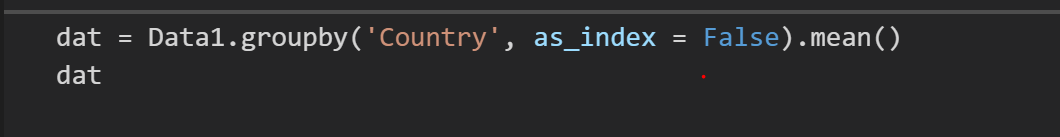 dat = Data1.groupby('Country', as_index = False).mean()
dat